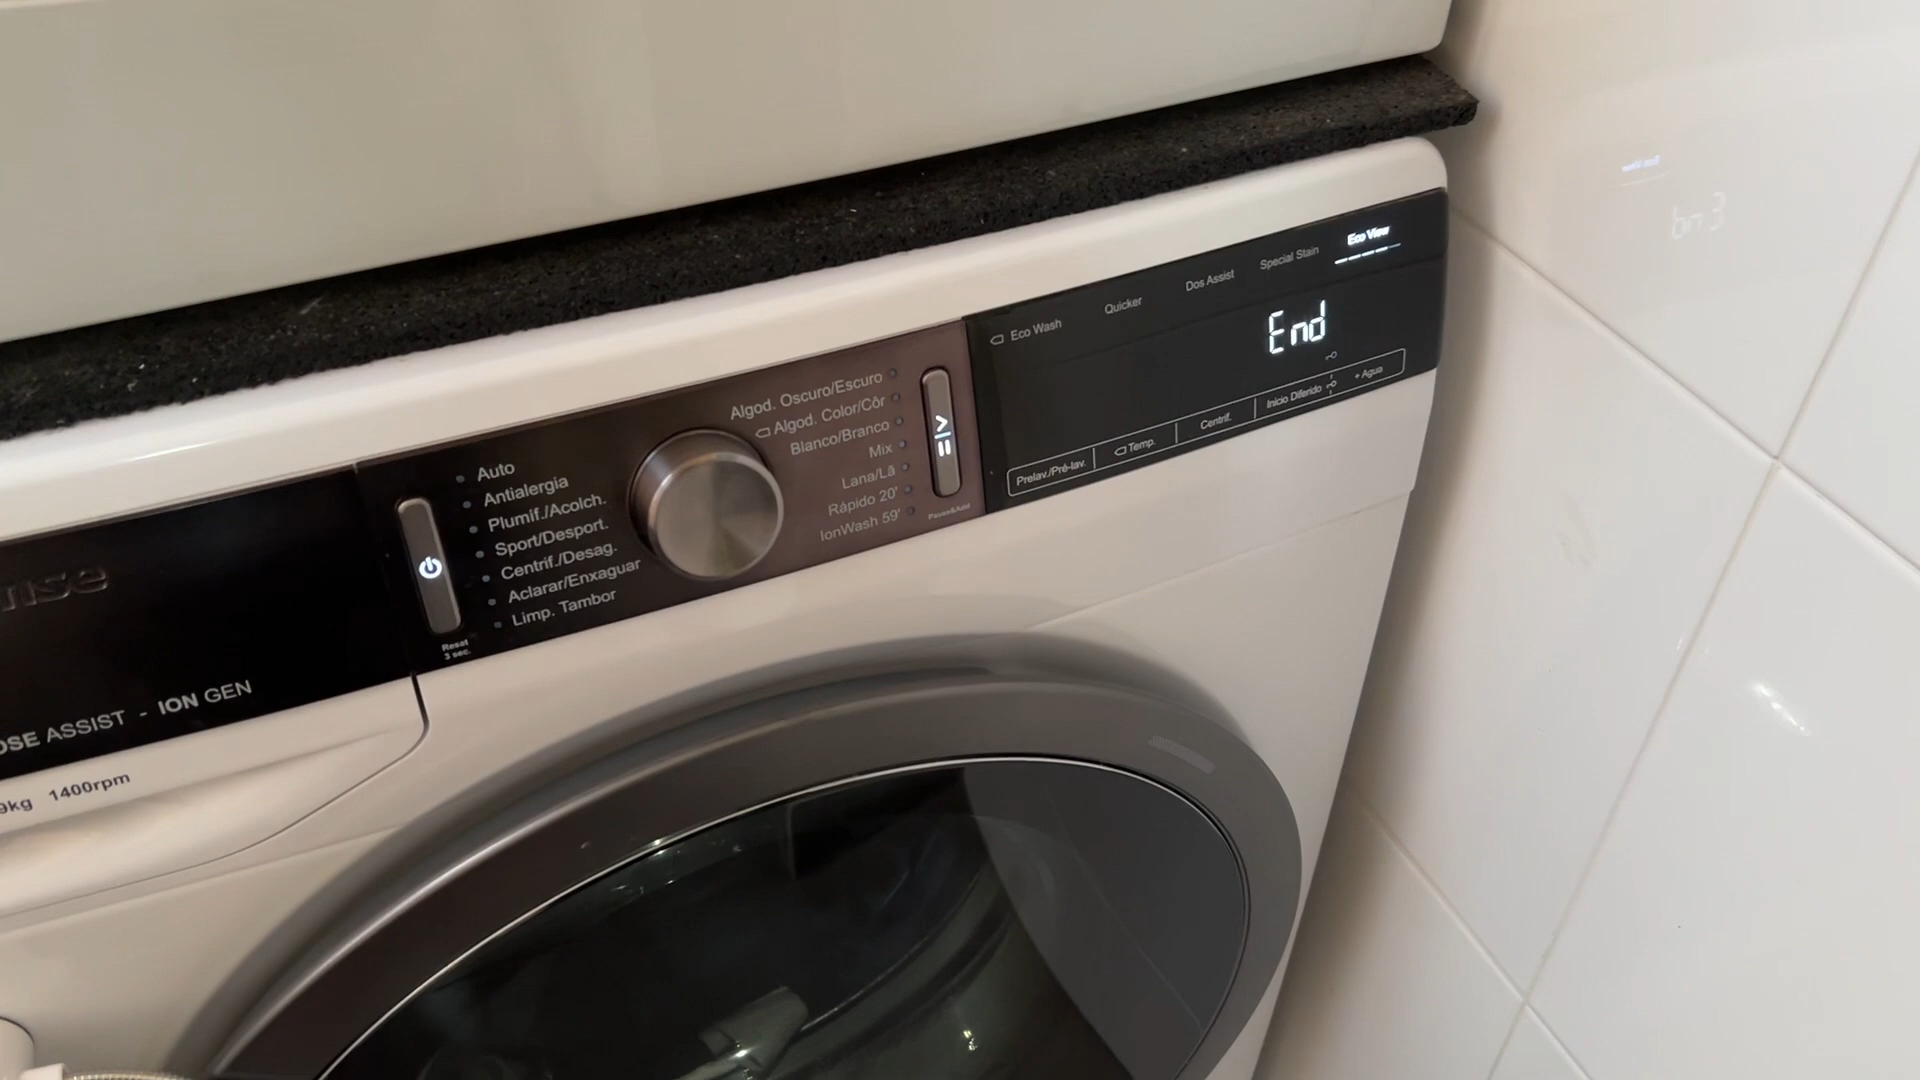 Eco View
Special Stain
Dos Assist
Quicker
Eco Wash
End
Prelav./Pré-lav.
Temp.
Centrif.
Inicio Diferido
+ Agua
Algod. Oscuro/Escuro
Algod. Color/Côr
Blanco/Branco
Mix
Lana/Lã
Rápido 20'
IonWash 59'
Pause&Add
Auto
Antialergia
Plumif./Acolch.
Sport/Desport.
Centrif./Desag.
Aclarar/Enxaguar
Limp. Tambor
Reset
3 sec.
ASSIST - ION GEN
9kg 1400rpm